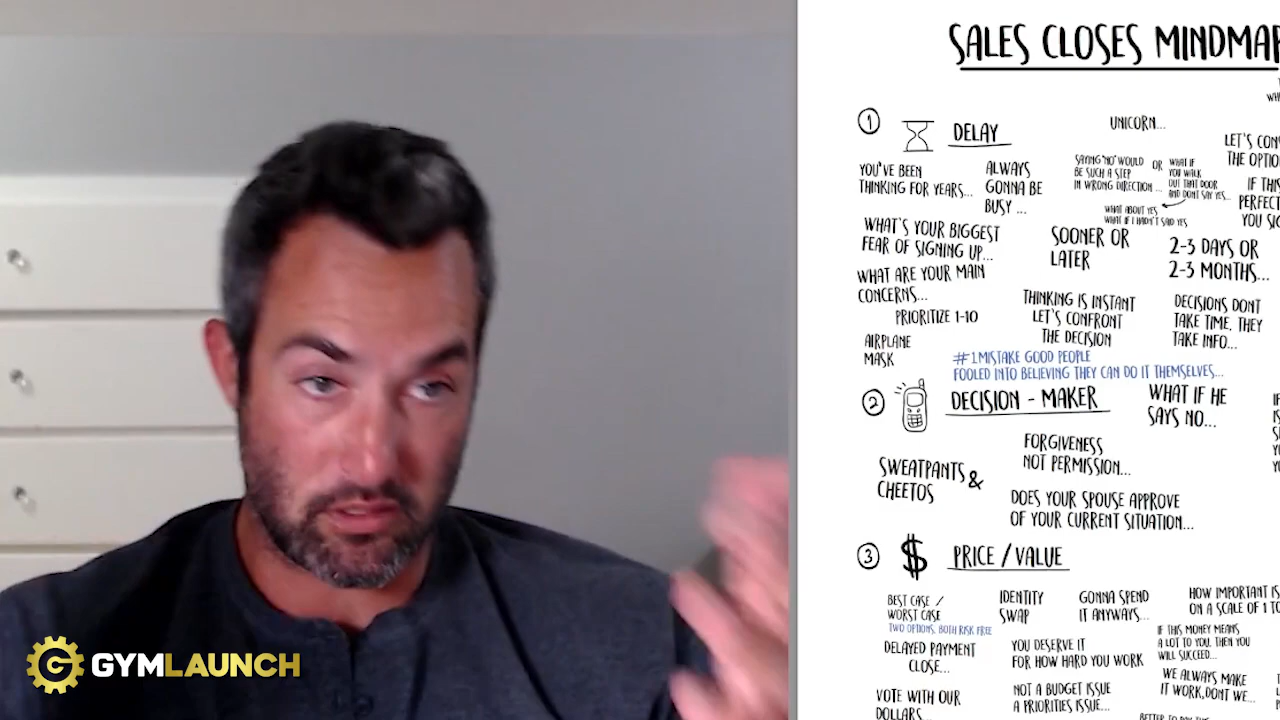 SALES CLOSES MINDMAP
1
DELAY
UNICORN...
YOU'VE BEEN
THINKING FOR YEARS...
ALWAYS
GONNA BE
BUSY ...
SAYING "NO" WOULD
BE SUCH A STEP
IN WRONG DIRECTION ...
OR
WHAT IF
YOU WALK
OUT THAT DOOR
AND DONT SAY YES...
WHAT ABOUT YES
WHAT IF I HADN'T SAID YES
LET'S CON
THE OPTIO
IF THIS
PERFECT
YOU SIG
WHAT'S YOUR BIGGEST
FEAR OF SIGNING UP...
SOONER OR
LATER
2-3 DAYS OR
2-3 MONTHS...
WHAT ARE YOUR MAIN
CONCERNS...
PRIORITIZE 1-10
THINKING IS INSTANT
LET'S CONFRONT
THE DECISION
DECISIONS DONT
TAKE TIME, THEY
TAKE INFO...
AIRPLANE
MASK
#1 MISTAKE GOOD PEOPLE
FOOLED INTO BELIEVING THEY CAN DO IT THEMSELVES...
2
DECISION - MAKER
WHAT IF HE
SAYS NO...
SWEATPANTS &
CHEETOS
FORGIVENESS
NOT PERMISSION...
DOES YOUR SPOUSE APPROVE
OF YOUR CURRENT SITUATION...
3
$
PRICE / VALUE
BEST CASE /
WORST CASE
TWO OPTIONS, BOTH RISK FREE
IDENTITY
SWAP
GONNA SPEND
IT ANYWAYS...
HOW IMPORTANT IS
ON A SCALE OF 1 TO
DELAYED PAYMENT
CLOSE...
YOU DESERVE IT
FOR HOW HARD YOU WORK
IF THIS MONEY MEANS
A LOT TO YOU, THEN YOU
WILL SUCCEED...
VOTE WITH OUR
DOLLARS...
NOT A BUDGET ISSUE
A PRIORITIES ISSUE...
WE ALWAYS MAKE
IT WORK, DONT WE...
GYMLAUNCH